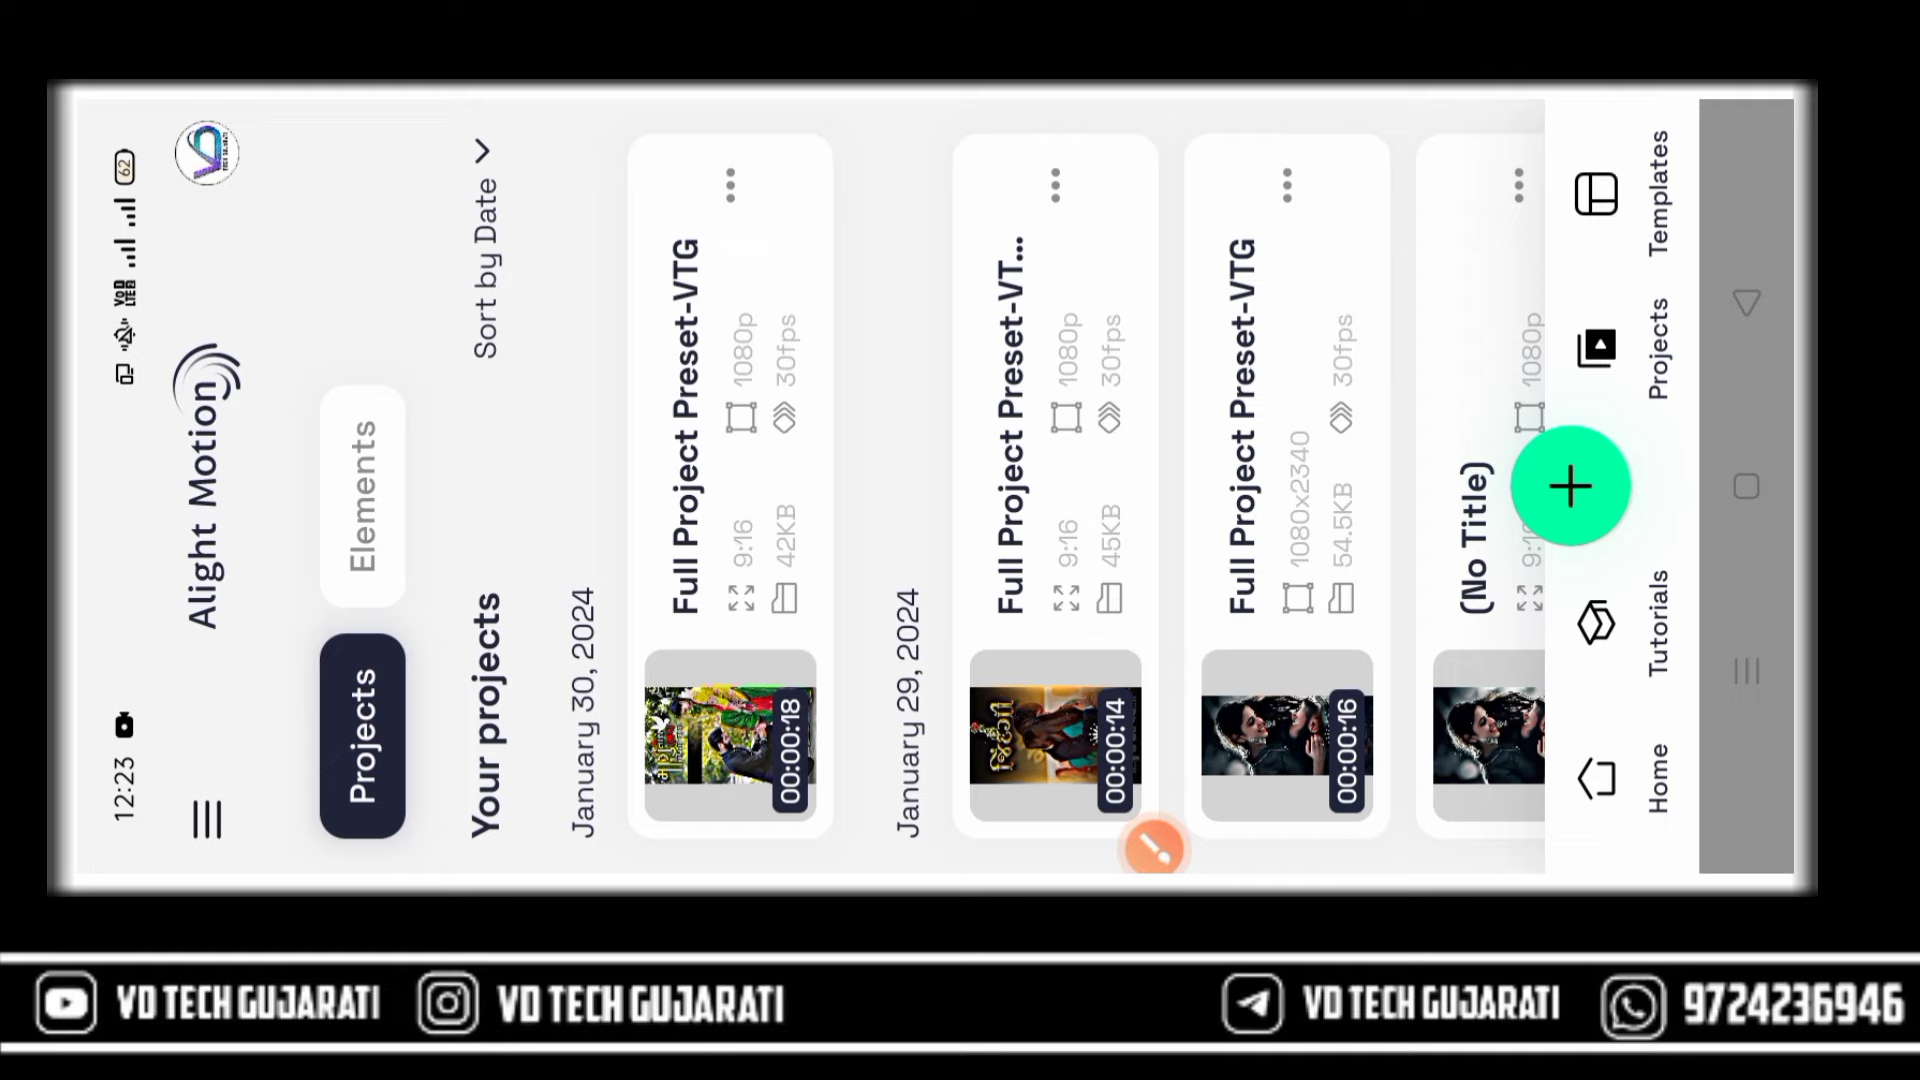 12:23
VoD
LTE2
62
Alight Motion
Projects
Elements
Your projects
Sort by Date
January 30, 2024
Full Project Preset-VTG
9:16
1080p
42KB
30fps
00:00:18
January 29, 2024
Full Project Preset-VT...
9:16
1080p
45KB
30fps
00:00:14
Full Project Preset-VTG
1080x2340
54.5KB
30fps
00:00:16
(No Title)
1080p
Home
Tutorials
Projects
Templates
VD TECH GUJARATI
VD TECH GUJARATI
VD TECH GUJARATI
9724236946